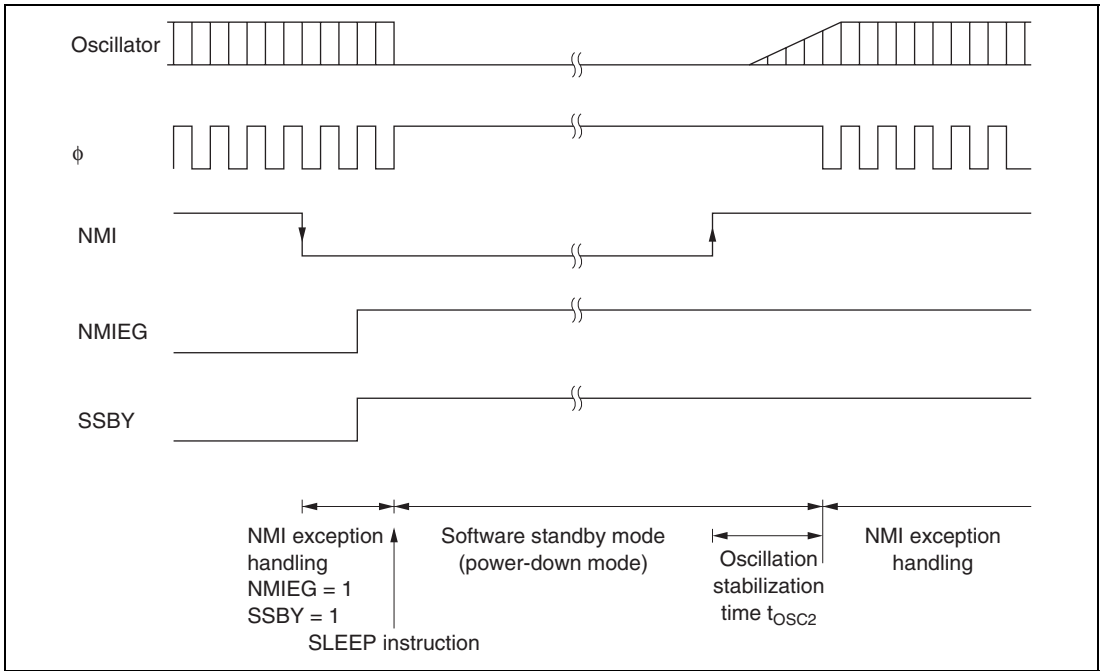 Oscillator
φ
NMI
NMIEG
SSBY
NMI exception
handling
NMIEG = 1
SSBY = 1
SLEEP instruction
Software standby mode
(power-down mode)
Oscillation
stabilization
time tOSC2
NMI exception
handling